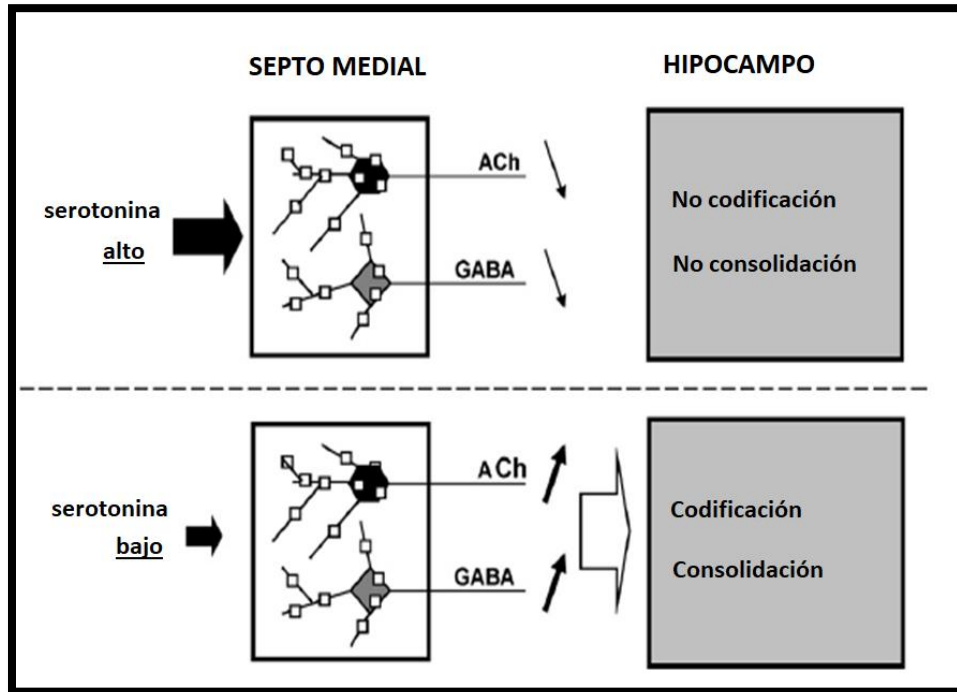 SEPTO MEDIAL
HIPOCAMPO
serotonina
alto
ACh
GABA
No codificación
No consolidación
serotonina
bajo
ACh
GABA
Codificación
Consolidación